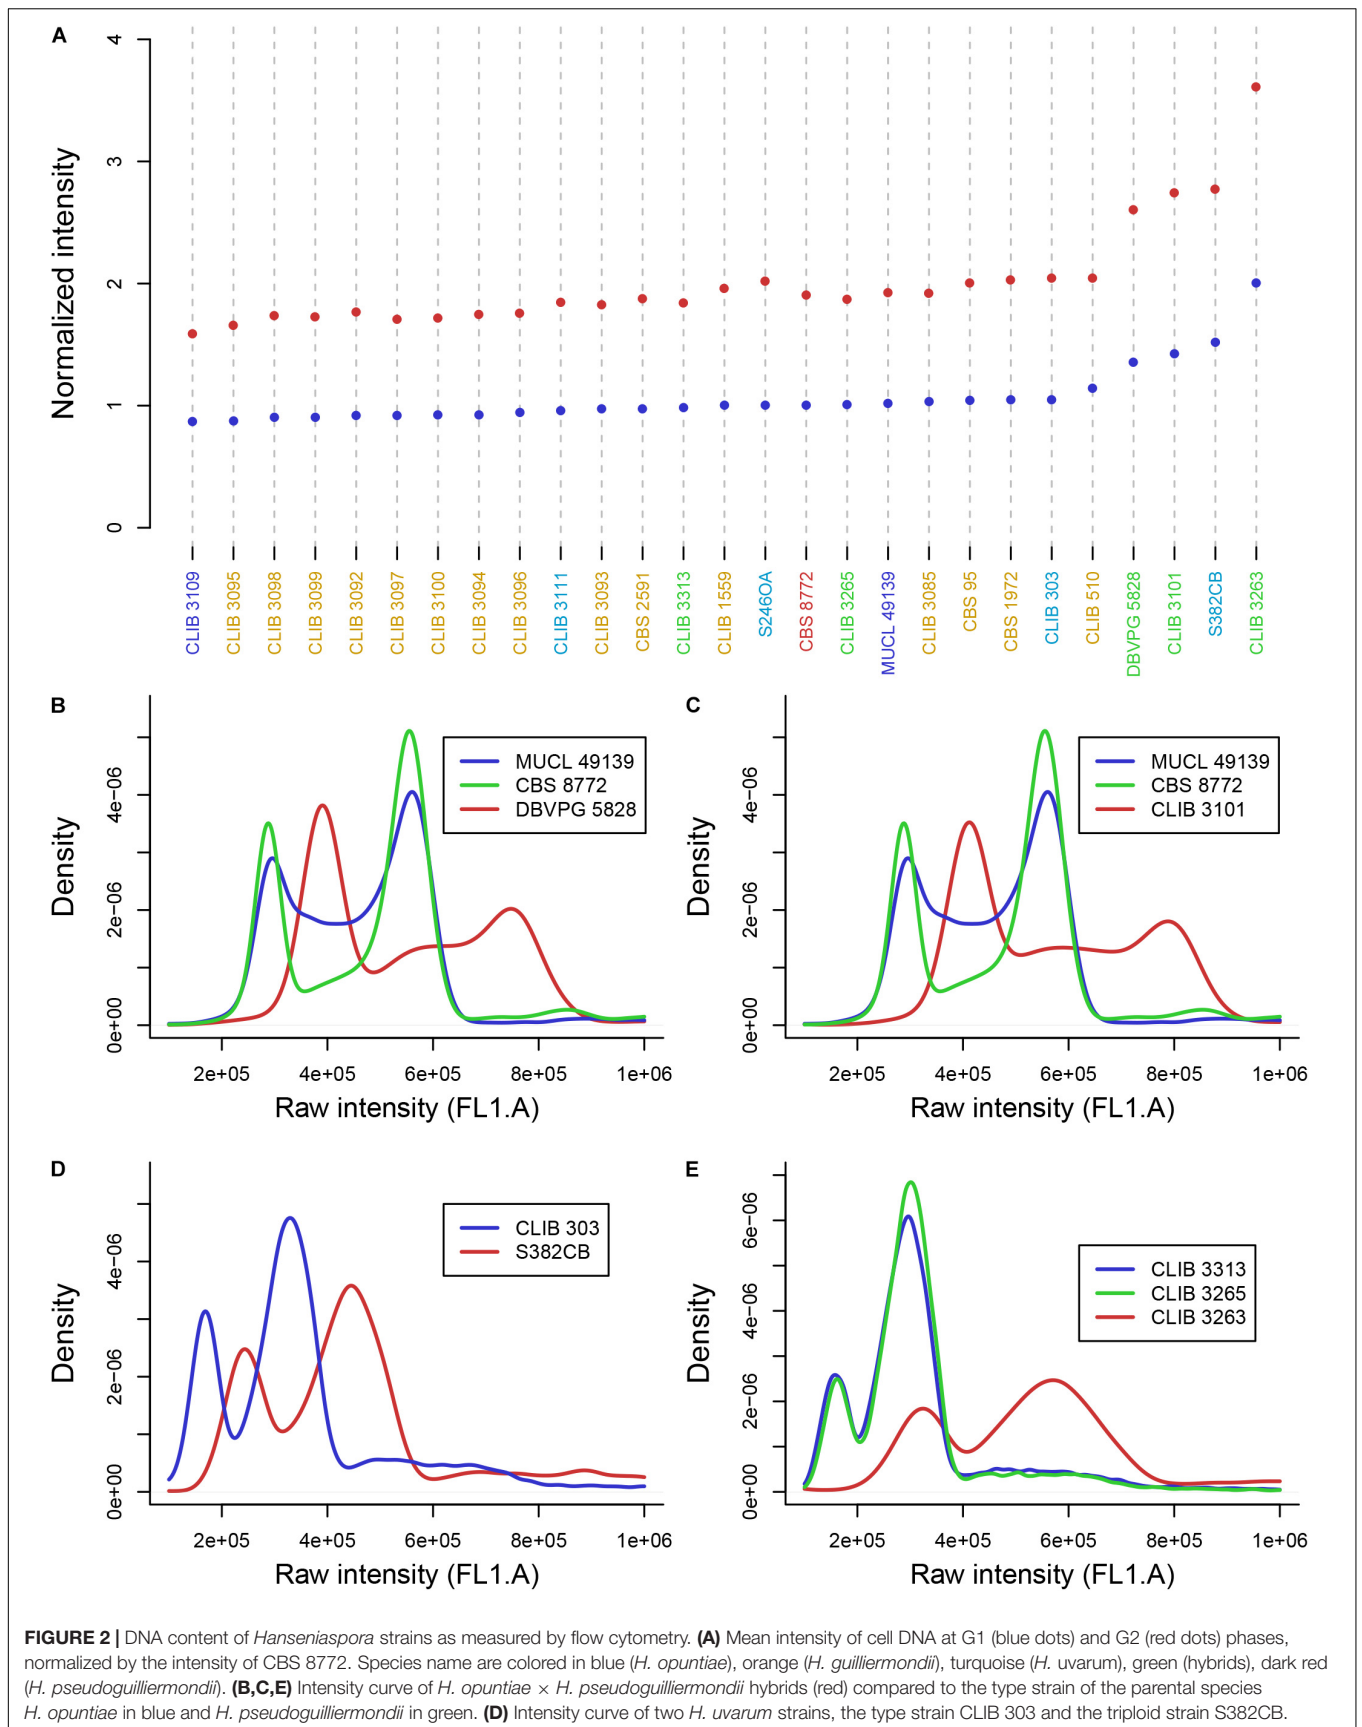 A
4
3
2
1
0
Normalized intensity
CLIB 3109
CLIB 3095
CLIB 3098
CLIB 3099
CLIB 3092
CLIB 3097
CLIB 3100
CLIB 3094
CLIB 3096
CLIB 3111
CLIB 3093
CBS 2591
CLIB 3313
CLIB 1559
S246OA
CBS 8772
CLIB 3265
MUCL 49139
CLIB 3085
CBS 95
CBS 1972
CLIB 303
CLIB 510
DBVPG 5828
CLIB 3101
S382CB
CLIB 3263
B
MUCL 49139
CBS 8772
DBVPG 5828
4e−06
2e−06
0e+00
Density
2e+05 4e+05 6e+05 8e+05 1e+06
Raw intensity (FL1.A)
C
MUCL 49139
CBS 8772
CLIB 3101
4e−06
2e−06
0e+00
Density
2e+05 4e+05 6e+05 8e+05 1e+06
Raw intensity (FL1.A)
D
CLIB 303
S382CB
4e−06
2e−06
0e+00
Density
2e+05 4e+05 6e+05 8e+05 1e+06
Raw intensity (FL1.A)
E
CLIB 3313
CLIB 3265
CLIB 3263
6e−06
4e−06
2e−06
0e+00
Density
2e+05 4e+05 6e+05 8e+05 1e+06
Raw intensity (FL1.A)
FIGURE 2 | DNA content of Hanseniaspora strains as measured by flow cytometry. (A) Mean intensity of cell DNA at G1 (blue dots) and G2 (red dots) phases,
normalized by the intensity of CBS 8772. Species name are colored in blue (H. opuntiae), orange (H. guilliermondii), turquoise (H. uvarum), green (hybrids), dark red
(H. pseudoguilliermondii). (B,C,E) Intensity curve of H. opuntiae × H. pseudoguilliermondii hybrids (red) compared to the type strain of the parental species
H. opuntiae in blue and H. pseudoguilliermondii in green. (D) Intensity curve of two H. uvarum strains, the type strain CLIB 303 and the triploid strain S382CB.